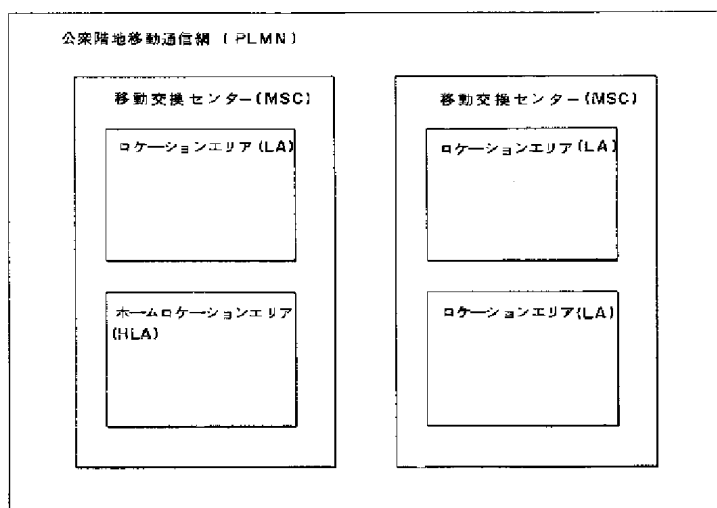 公衆階地移動通信網 (PLMN)
移動交換センター(MSC)
ロケーションエリア(LA)
ホームロケーションエリア
(HLA)
移動交換センター(MSC)
ロケーションエリア(LA)
ロケーションエリア(LA)